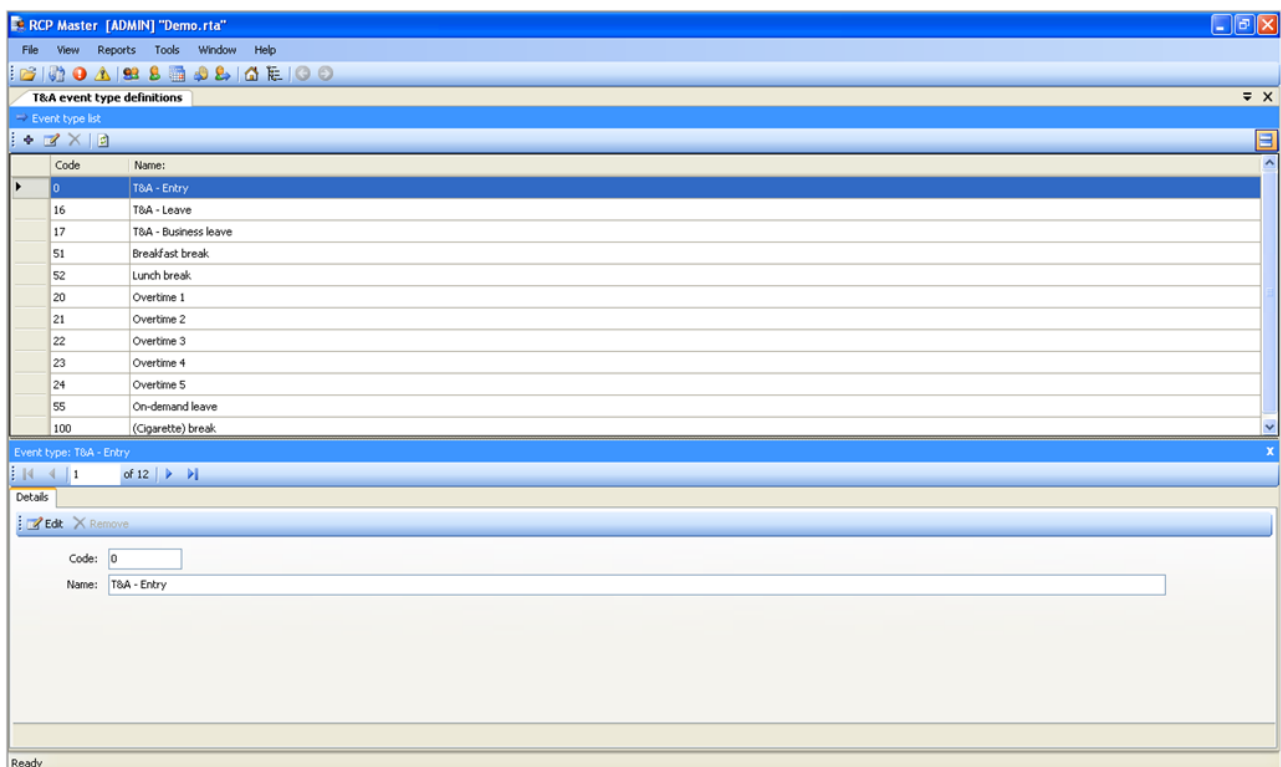 RCP Master [ADMIN] "Demo.rta"
File View Reports Tools Window Help
T&A event type definitions
Event type list
Code Name:
0 T&A - Entry
16 T&A - Leave
17 T&A - Business leave
51 Breakfast break
52 Lunch break
20 Overtime 1
21 Overtime 2
22 Overtime 3
23 Overtime 4
24 Overtime 5
55 On-demand leave
100 (Cigarette) break
Event type: T&A - Entry
1 of 12
Details
Edit Remove
Code: 0
Name: T&A - Entry
Ready